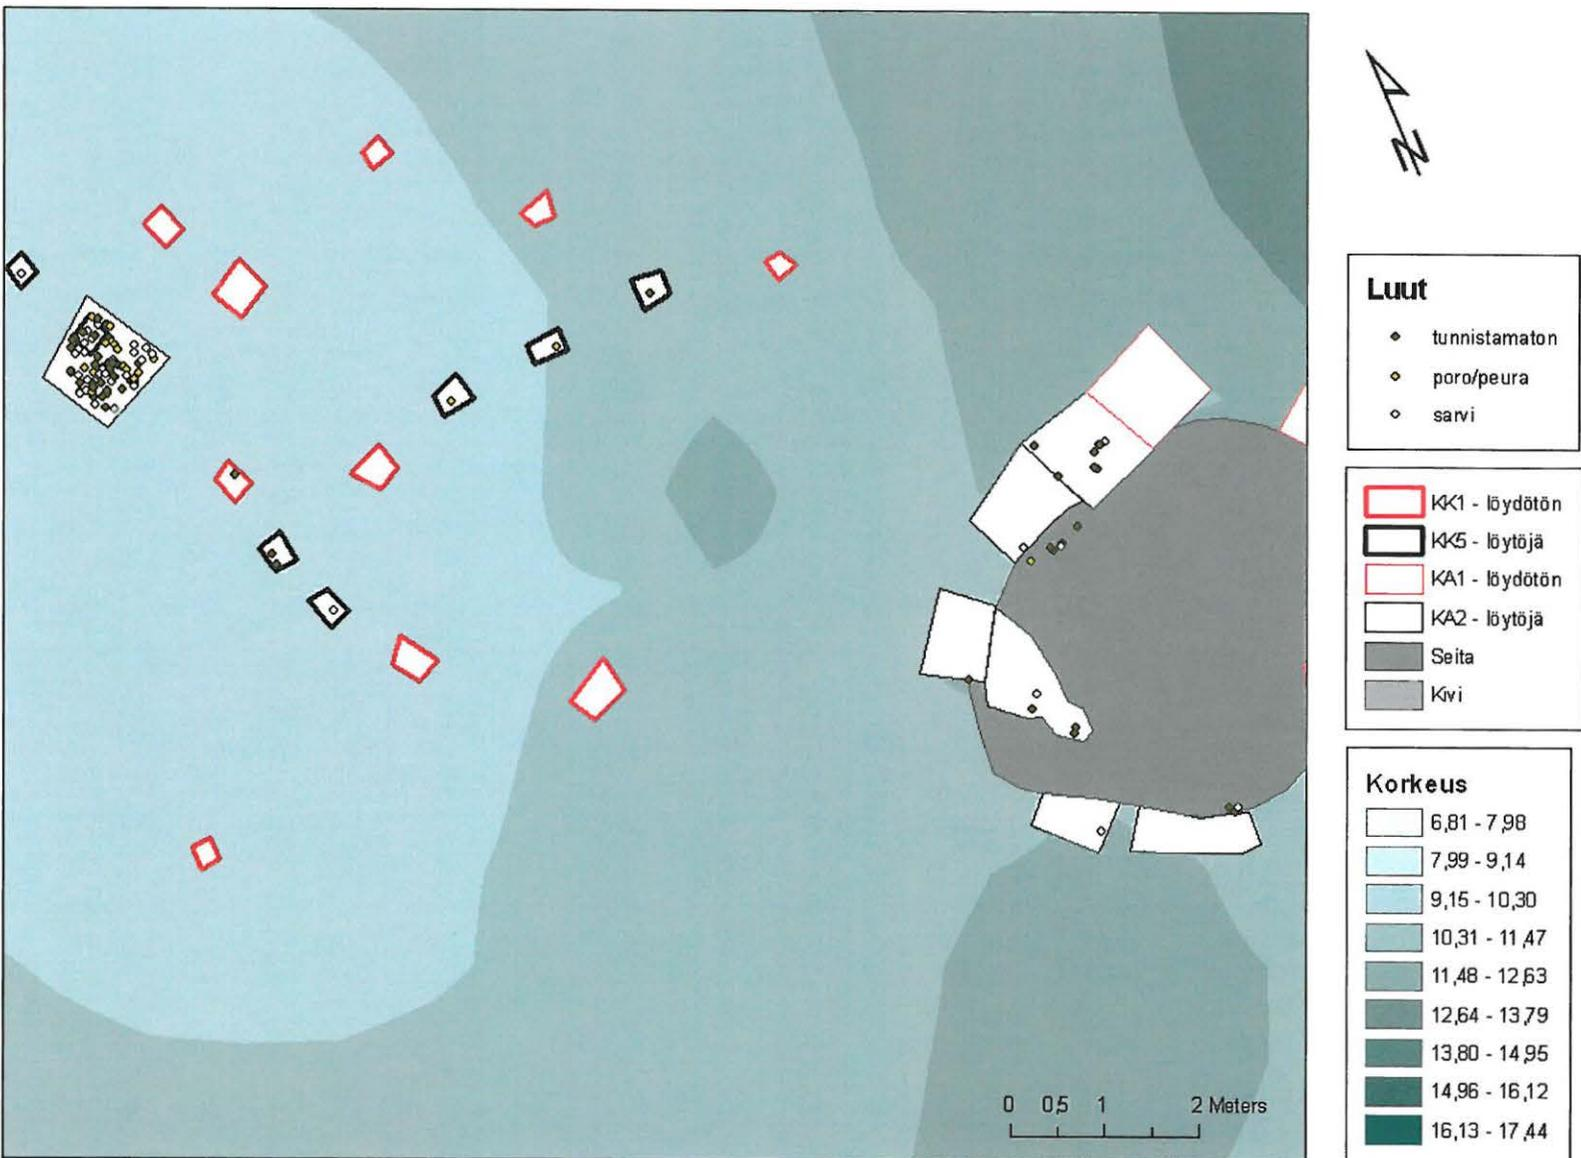 N
Luut
tunnistamaton
poro/peura
sarvi
KK1 - löydötön
KK5 - löytöjä
KA1 - löydötön
KA2 - löytöjä
Seita
Kivi
Korkeus
6,81 - 7,98
7,99 - 9,14
9,15 - 10,30
10,31 - 11,47
11,48 - 12,63
12,64 - 13,79
13,80 - 14,95
14,96 - 16,12
16,13 - 17,44
0 0,5 1 2 Meters